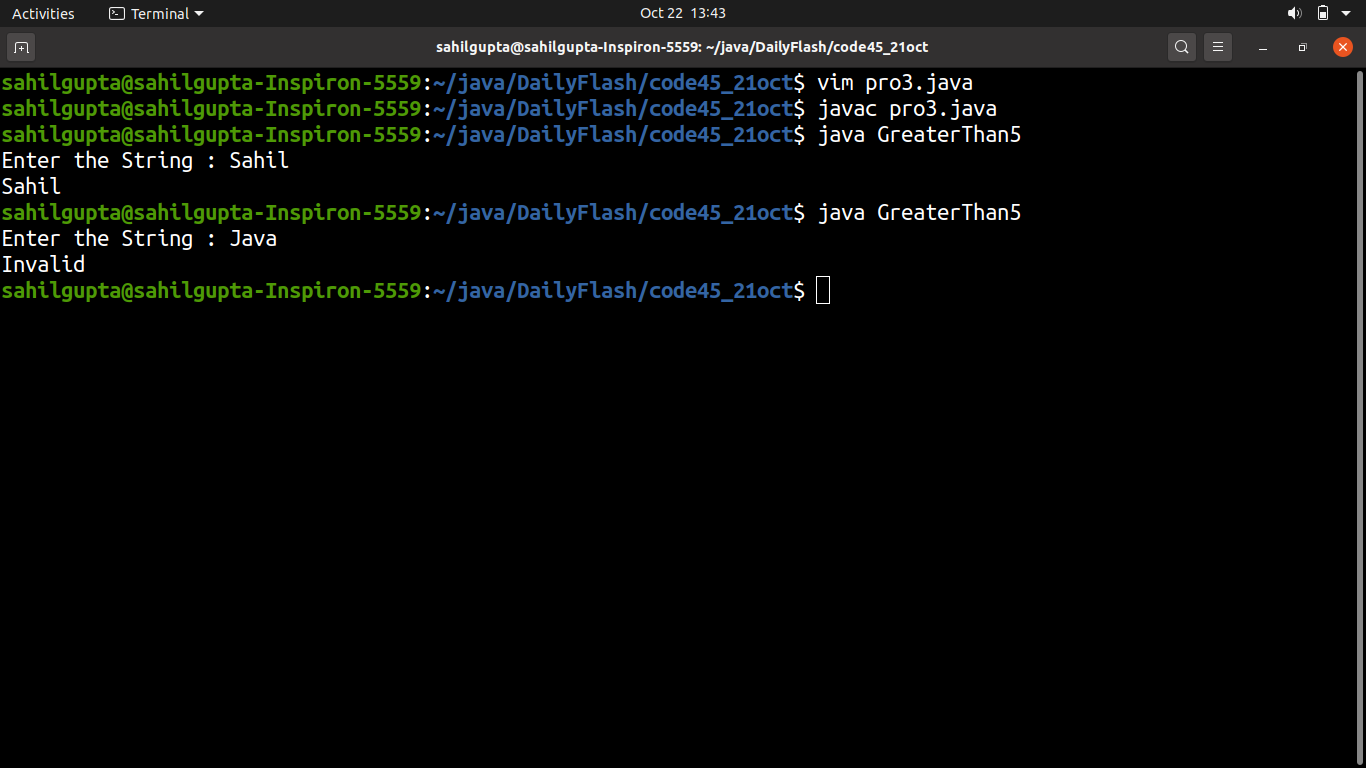 Activities Terminal Oct 22 13:43
sahilgupta@sahilgupta-Inspiron-5559: ~/java/DailyFlash/code45_21oct
sahilgupta@sahilgupta-Inspiron-5559:~/java/DailyFlash/code45_21oct$ vim pro3.java
sahilgupta@sahilgupta-Inspiron-5559:~/java/DailyFlash/code45_21oct$ javac pro3.java
sahilgupta@sahilgupta-Inspiron-5559:~/java/DailyFlash/code45_21oct$ java GreaterThan5
Enter the String : Sahil
Sahil
sahilgupta@sahilgupta-Inspiron-5559:~/java/DailyFlash/code45_21oct$ java GreaterThan5
Enter the String : Java
Invalid
sahilgupta@sahilgupta-Inspiron-5559:~/java/DailyFlash/code45_21oct$